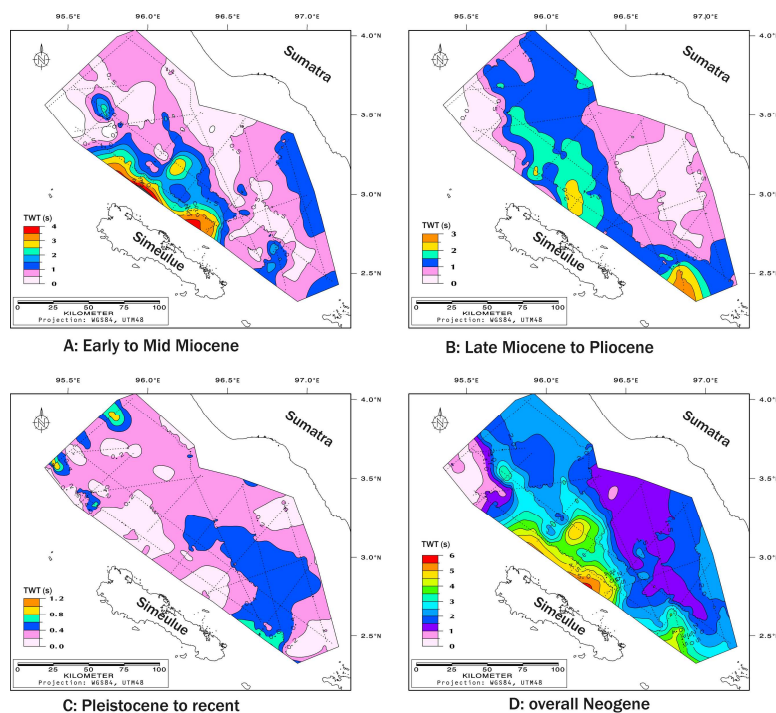 95.5°E 96.0°E 96.5°E 97.0°E
4.0°N
3.5°N
3.0°N
2.5°N
N
Sumatra
Simeulue
TWT (s)
4
3
2
1
0
0 25 50 75 100
KILOMETER
Projection: WGS84, UTM48
A: Early to Mid Miocene
95.5°E 96.0°E 96.5°E 97.0°E
4.0°N
3.5°N
3.0°N
2.5°N
N
Sumatra
Simeulue
TWT (s)
3
2
1
0
0 25 50 75 100
KILOMETER
Projection: WGS84, UTM48
B: Late Miocene to Pliocene
95.5°E 96.0°E 96.5°E 97.0°E
4.0°N
3.5°N
3.0°N
2.5°N
N
Sumatra
Simeulue
TWT (s)
1.2
0.8
0.4
0.0
0 25 50 75 100
KILOMETER
Projection: WGS84, UTM48
C: Pleistocene to recent
95.5°E 96.0°E 96.5°E 97.0°E
4.0°N
3.5°N
3.0°N
2.5°N
N
Sumatra
Simeulue
TWT (s)
6
5
4
3
2
1
0
0 25 50 75 100
KILOMETER
Projection: WGS84, UTM48
D: overall Neogene